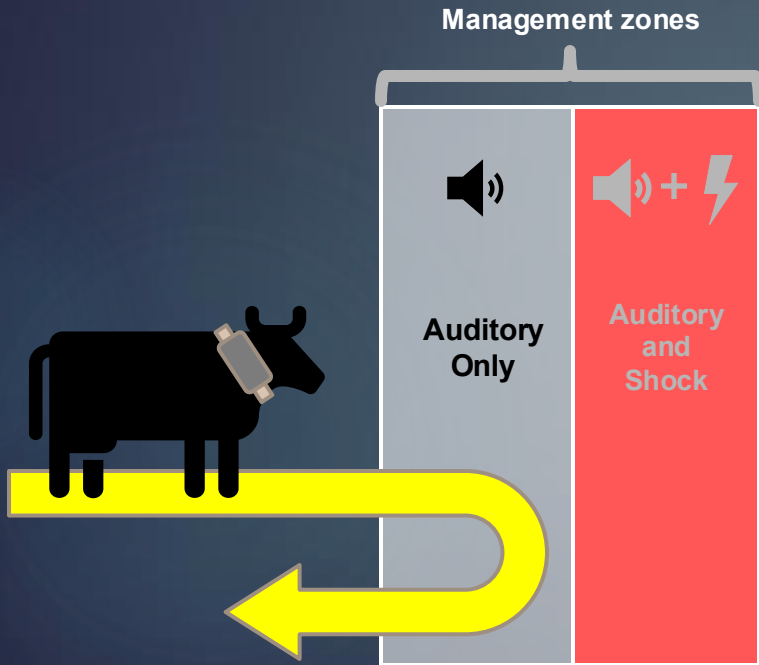 Management zones
Auditory
Only
Auditory
and
Shock